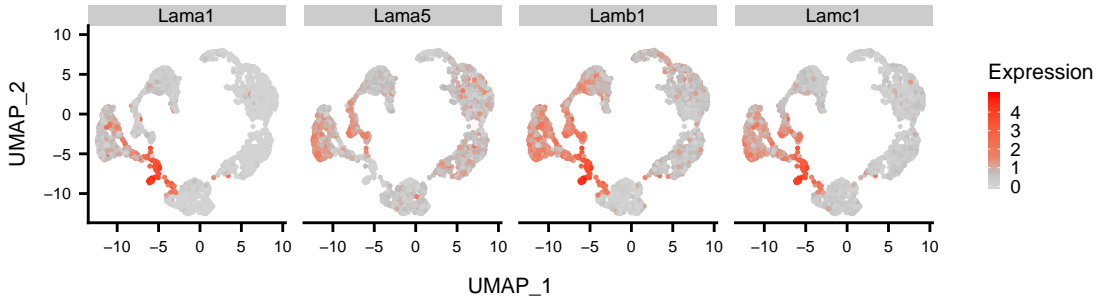 Lama1 Lama5 Lamb1 Lamc1
10
5
0
−5
−10
UMAP_2
−10 −5 0 5 10 −10 −5 0 5 10 −10 −5 0 5 10 −10 −5 0 5 10
UMAP_1
Expression
4
3
2
1
0